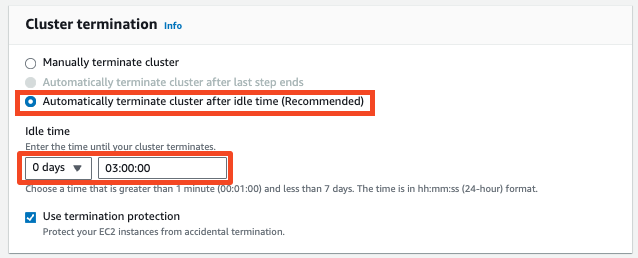 Cluster termination Info
Manually terminate cluster
Automatically terminate cluster after last step ends
Automatically terminate cluster after idle time (Recommended)
Idle time
Enter the time until your cluster terminates.
0 days 03:00:00
Choose a time that is greater than 1 minute (00:01:00) and less than 7 days. The time is in hh:mm:ss (24-hour) format.
Use termination protection
Protect your EC2 instances from accidental termination.